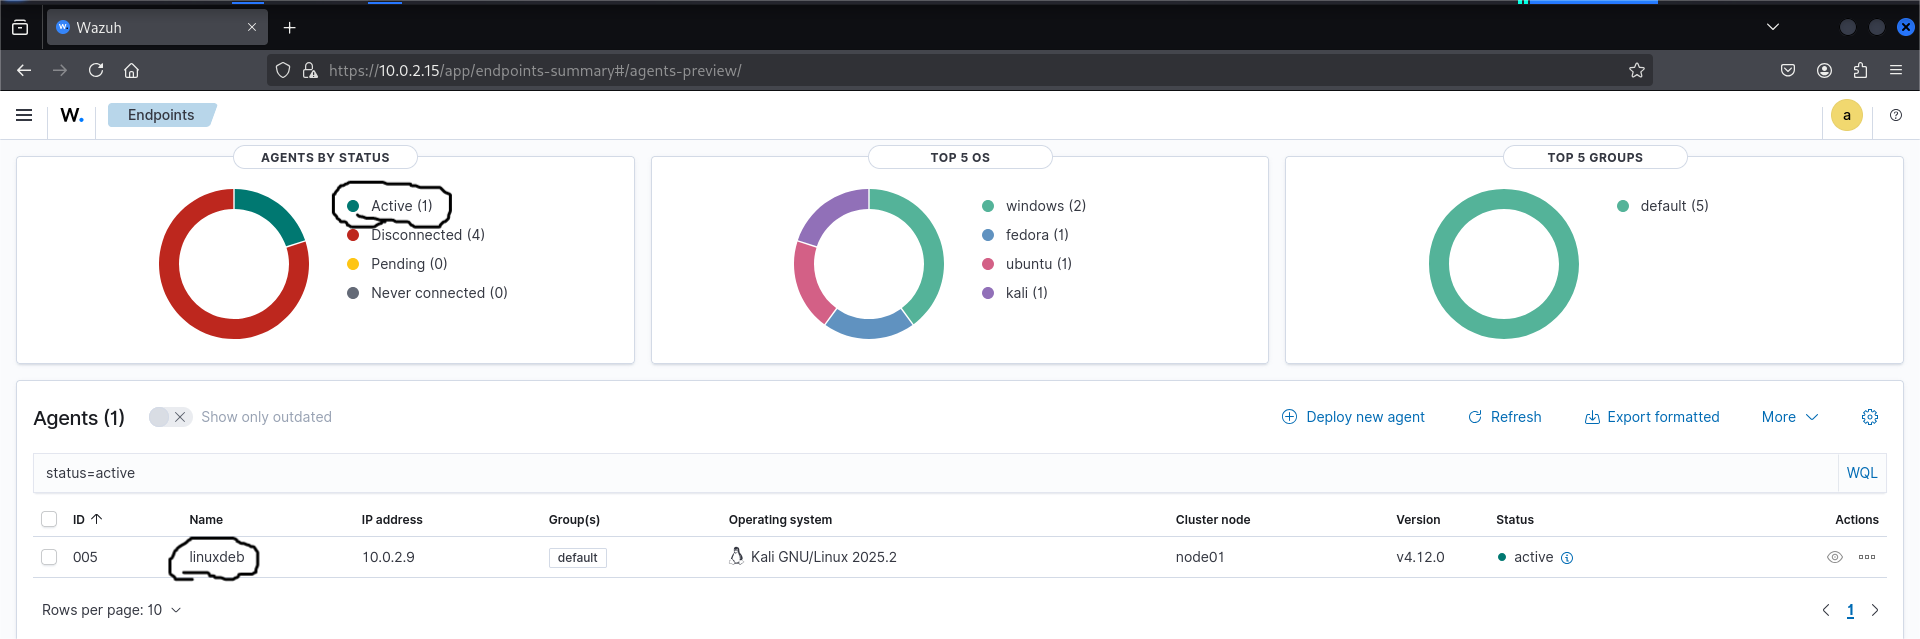 Wazuh
https://10.0.2.15/app/endpoints-summary#/agents-preview/
W. Endpoints a
AGENTS BY STATUS
Active (1)
Disconnected (4)
Pending (0)
Never connected (0)
TOP 5 OS
windows (2)
fedora (1)
ubuntu (1)
kali (1)
TOP 5 GROUPS
default (5)
Agents (1) Show only outdated Deploy new agent Refresh Export formatted More
status=active WQL
ID Name IP address Group(s) Operating system Cluster node Version Status Actions
005 linuxdeb 10.0.2.9 default Kali GNU/Linux 2025.2 node01 v4.12.0 active
Rows per page: 10 1